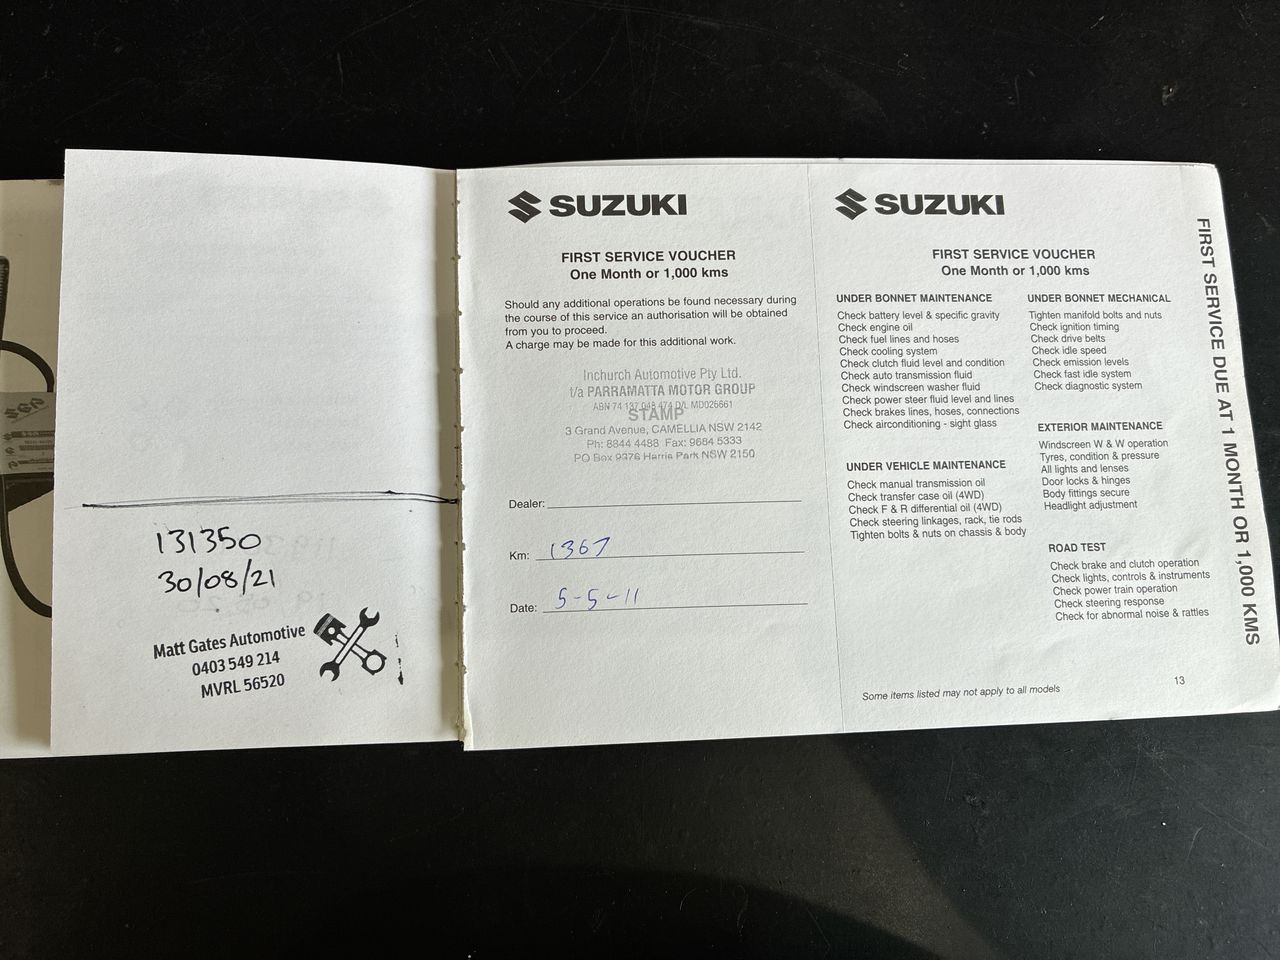 131350
30/08/21
Matt Gates Automotive
0403 549 214
MVRL 56520
SUZUKI
FIRST SERVICE VOUCHER
One Month or 1,000 kms
Should any additional operations be found necessary during
the course of this service an authorisation will be obtained
from you to proceed.
A charge may be made for this additional work.
Inchurch Automotive Pty Ltd.
t/a PARRAMATTA MOTOR GROUP
ABN 74 137 048 474 D/L MD026661
STAMP
3 Grand Avenue, CAMELLIA NSW 2142
Ph: 8844 4488 Fax: 9684 5333
PO Box 9376 Harris Park NSW 2150
Dealer:
Km: 1367
Date: 5-5-11
SUZUKI
FIRST SERVICE VOUCHER
One Month or 1,000 kms
UNDER BONNET MAINTENANCE
Check battery level & specific gravity
Check engine oil
Check fuel lines and hoses
Check cooling system
Check clutch fluid level and condition
Check auto transmission fluid
Check windscreen washer fluid
Check power steer fluid level and lines
Check brakes lines, hoses, connections
Check airconditioning - sight glass
UNDER VEHICLE MAINTENANCE
Check manual transmission oil
Check transfer case oil (4WD)
Check F & R differential oil (4WD)
Check steering linkages, rack, tie rods
Tighten bolts & nuts on chassis & body
UNDER BONNET MECHANICAL
Tighten manifold bolts and nuts
Check ignition timing
Check drive belts
Check idle speed
Check emission levels
Check fast idle system
Check diagnostic system
EXTERIOR MAINTENANCE
Windscreen W & W operation
Tyres, condition & pressure
All lights and lenses
Door locks & hinges
Body fittings secure
Headlight adjustment
ROAD TEST
Check brake and clutch operation
Check lights, controls & instruments
Check power train operation
Check steering response
Check for abnormal noise & rattles
Some items listed may not apply to all models
13
FIRST SERVICE DUE AT 1 MONTH OR 1,000 KMS